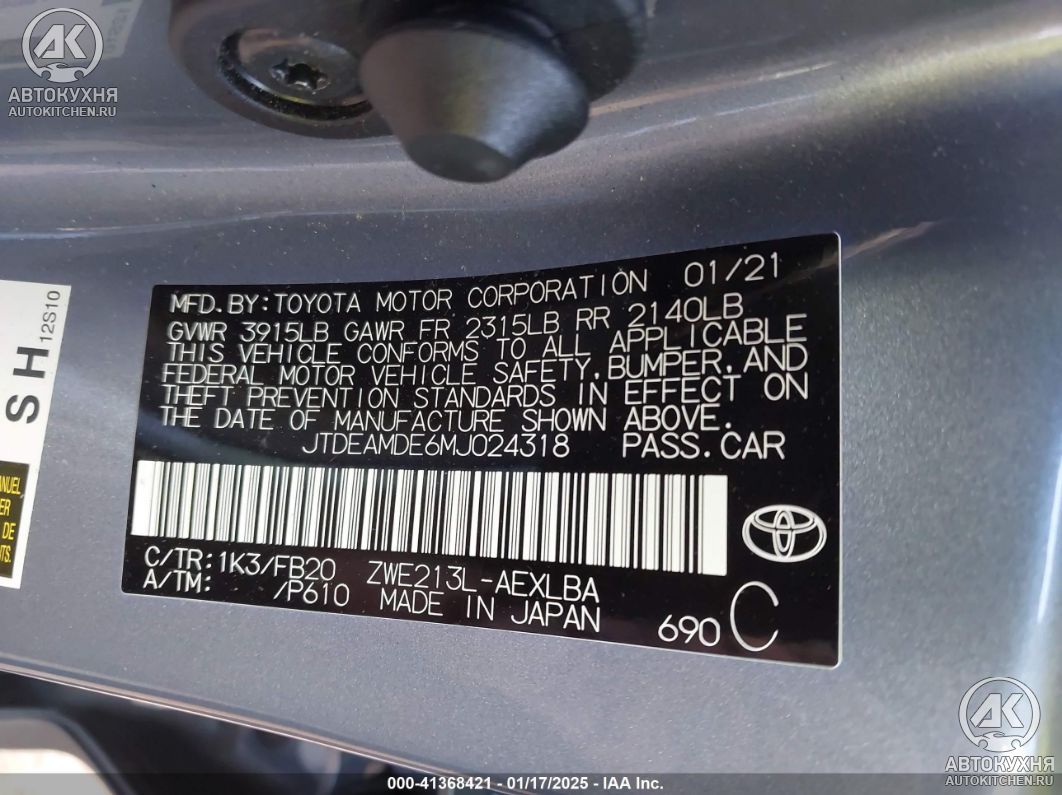 АВТОКУХНЯ
AUTOKITCHEN.RU
S H
12S10
MFD. BY: TOYOTA MOTOR CORPORATION 01/21
GVWR 3915LB GAWR FR 2315LB RR 2140LB
THIS VEHICLE CONFORMS TO ALL APPLICABLE
FEDERAL MOTOR VEHICLE SAFETY, BUMPER, AND
THEFT PREVENTION STANDARDS IN EFFECT ON
THE DATE OF MANUFACTURE SHOWN ABOVE.
JTDEAMDE6MJ024318 PASS. CAR
C/TR: 1K3/FB20 ZWE213L-AEXLBA
A/TM: /P610 MADE IN JAPAN
690 C
DE
АВТОКУХНЯ
AUTOKITCHEN.RU
000-41368421 - 01/17/2025 - IAA Inc.